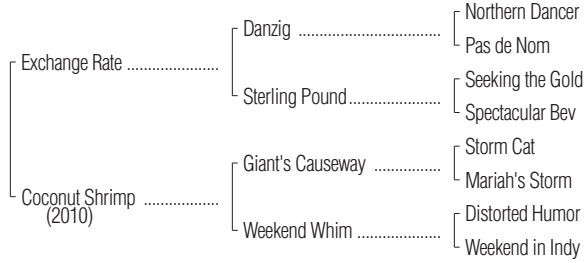 Northern Dancer
Danzig ..............................
Pas de Nom
Exchange Rate ....................
Seeking the Gold
Sterling Pound....................
Spectacular Bev
Storm Cat
Giant's Causeway ..............
Mariah's Storm
Coconut Shrimp ................
(2010)
Distorted Humor
Weekend Whim ..................
Weekend in Indy